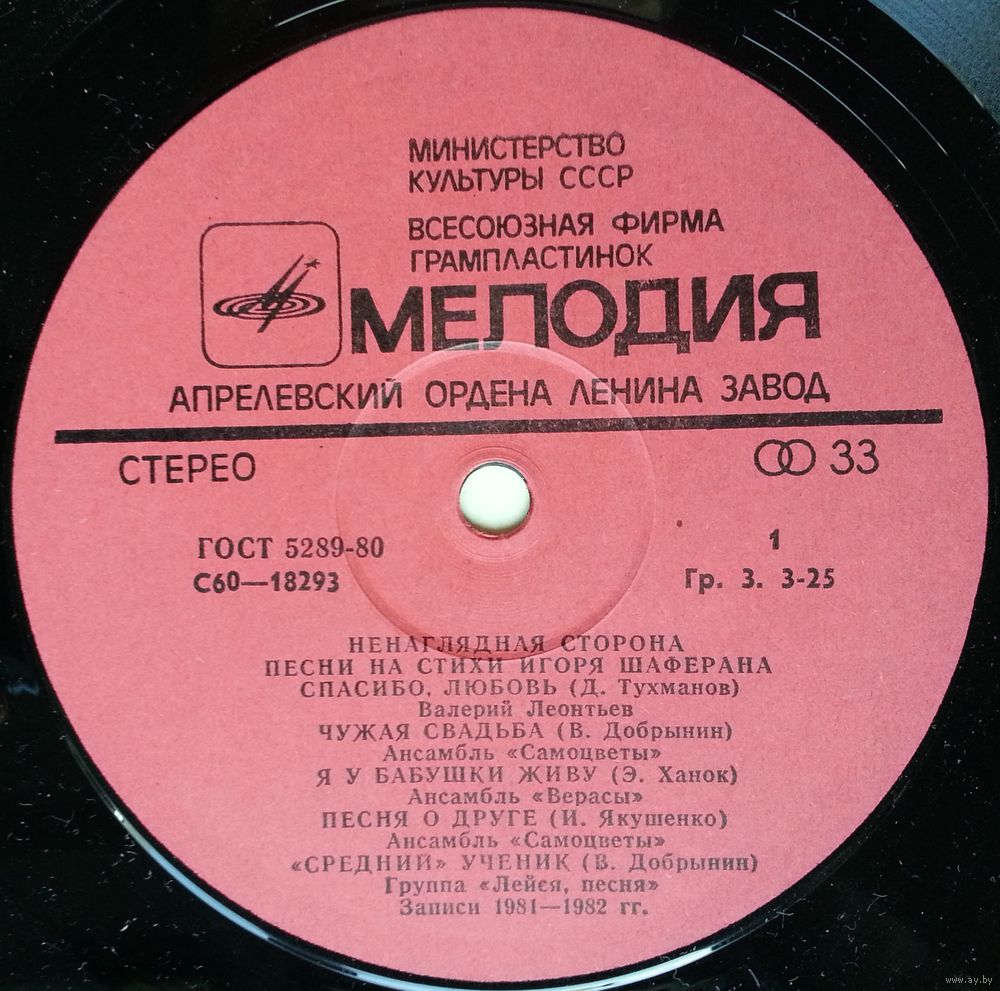 МИНИСТЕРСТВО
КУЛЬТУРЫ СССР
ВСЕСОЮЗНАЯ ФИРМА
ГРАМПЛАСТИНОК
МЕЛОДИЯ
АПРЕЛЕВСКИЙ ОРДЕНА ЛЕНИНА ЗАВОД
СТЕРЕО 33
ГОСТ 5289-80 1
С60—18293 Гр. 3. 3-25
НЕНАГЛЯДНАЯ СТОРОНА
ПЕСНИ НА СТИХИ ИГОРЯ ШАФЕРАНА
СПАСИБО, ЛЮБОВЬ (Д. Тухманов)
Валерий Леонтьев
ЧУЖАЯ СВАДЬБА (В. Добрынин)
Ансамбль «Самоцветы»
Я У БАБУШКИ ЖИВУ (Э. Ханок)
Ансамбль «Верасы»
ПЕСНЯ О ДРУГЕ (И. Якушенко)
Ансамбль «Самоцветы»
«СРЕДНИЙ» УЧЕНИК (В. Добрынин)
Группа «Лейся, песня»
Записи 1981—1982 гг.
www.ay.by